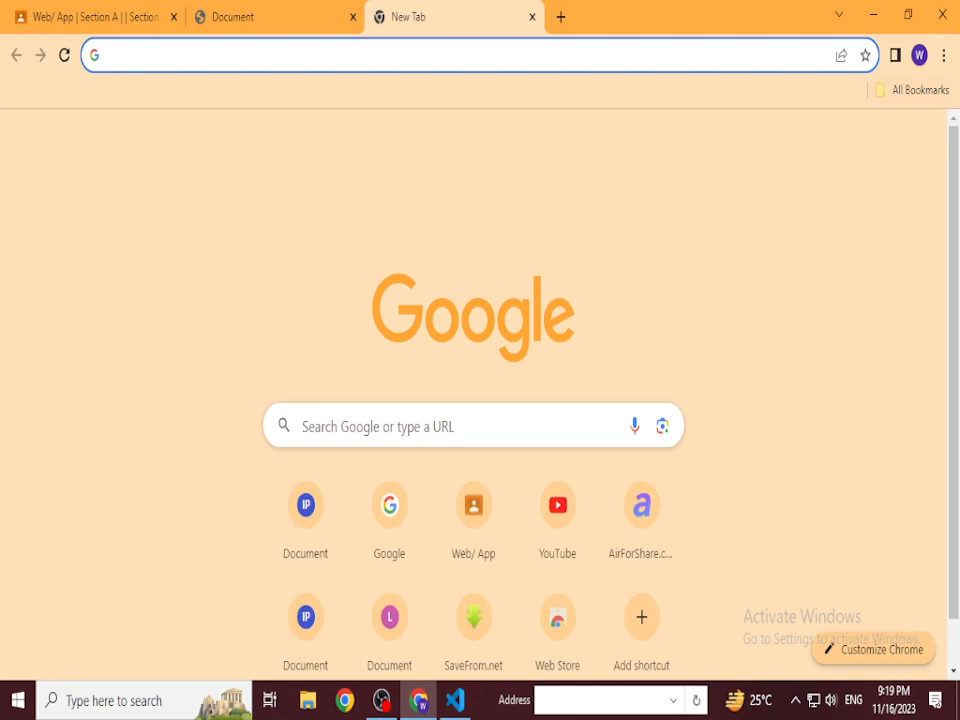 Web/ App | Section A | | Section
Document
New Tab
W
All Bookmarks
Google
Search Google or type a URL
IP
a
Document
Google
Web/ App
YouTube
AirForShare.c...
IP
L
Document
Document
SaveFrom.net
Web Store
Add shortcut
Activate Windows
Go to Settings to activate Windows.
Customize Chrome
Type here to search
W
Address
25°C
ENG
9:19 PM
11/16/2023